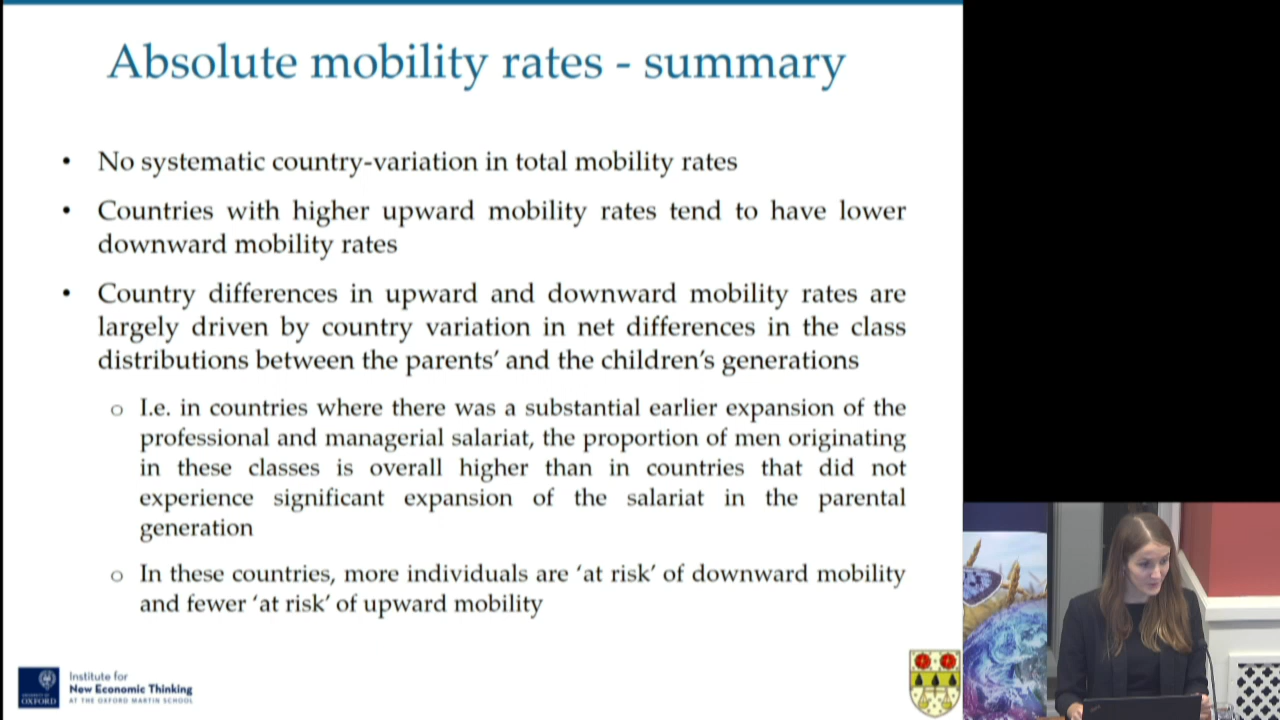 Absolute mobility rates - summary
• No systematic country-variation in total mobility rates
• Countries with higher upward mobility rates tend to have lower
downward mobility rates
• Country differences in upward and downward mobility rates are
largely driven by country variation in net differences in the class
distributions between the parents’ and the children’s generations
o I.e. in countries where there was a substantial earlier expansion of the
professional and managerial salariat, the proportion of men originating
in these classes is overall higher than in countries that did not
experience significant expansion of the salariat in the parental
generation
o In these countries, more individuals are ‘at risk’ of downward mobility
and fewer ‘at risk’ of upward mobility
UNIVERSITY OF
OXFORD
Institute for
New Economic Thinking
AT THE OXFORD MARTIN SCHOOL